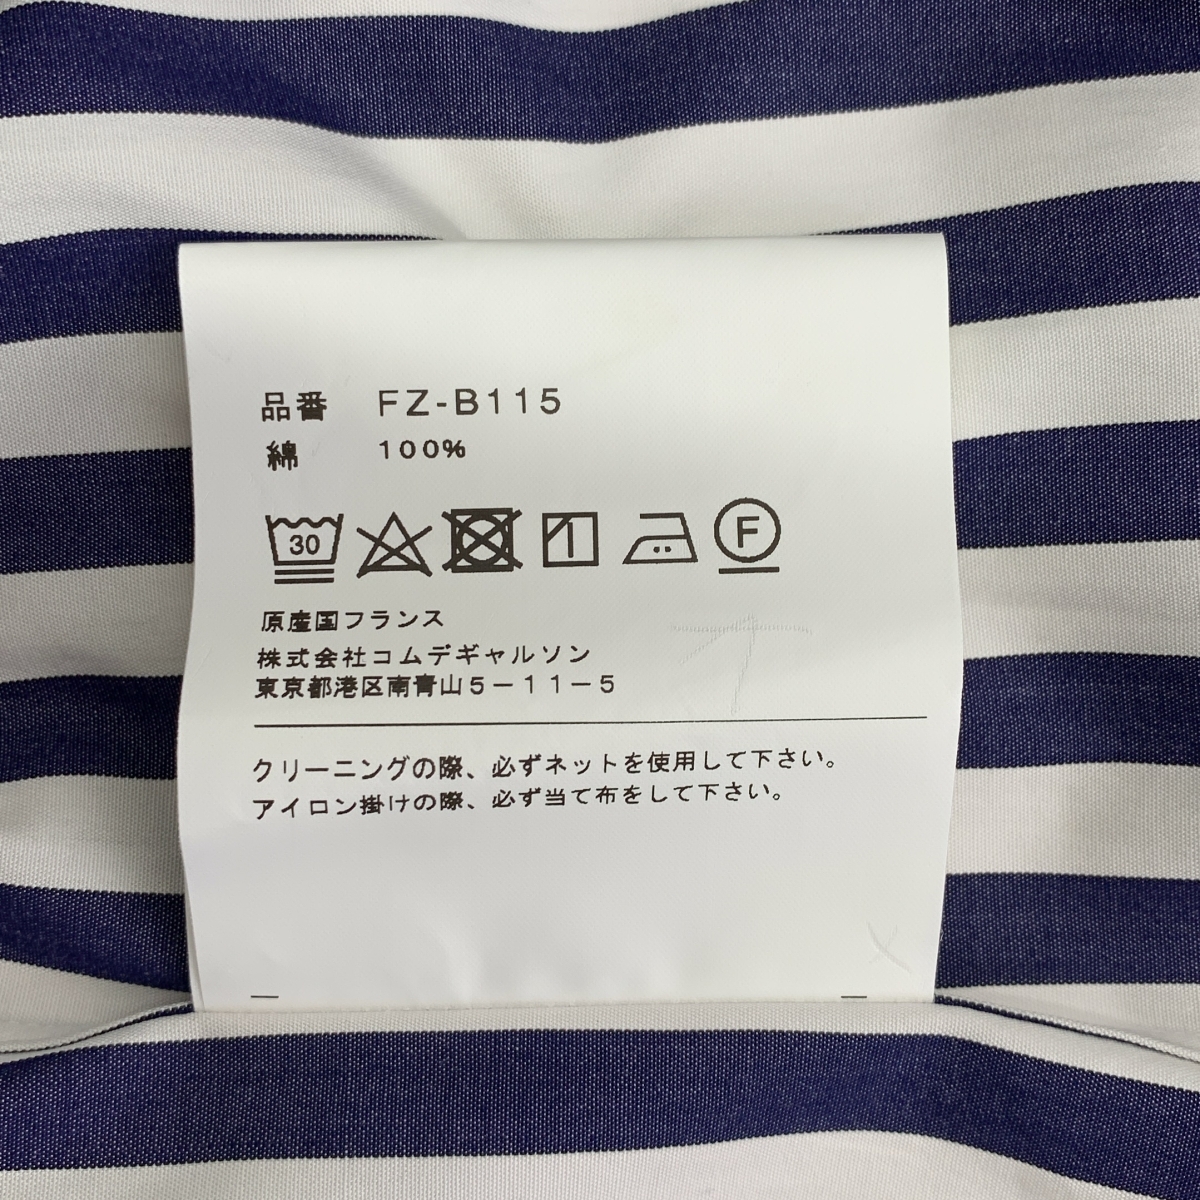 品番 FZ-B115
綿 100%
30 F
原産国フランス
株式会社コムデギャルソン
東京都港区南青山5-11-5
クリーニングの際、必ずネットを使用して下さい。
アイロン掛けの際、必ず当て布をして下さい。